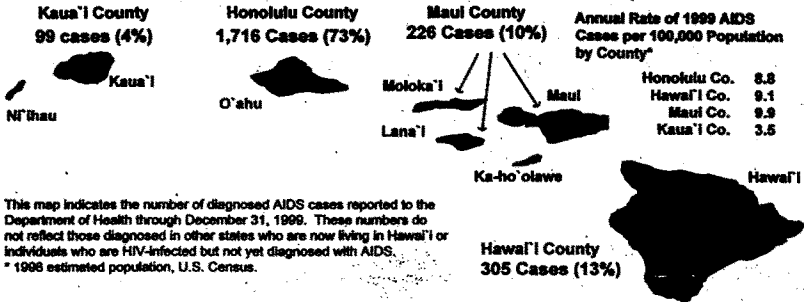 Kaua`i County
99 cases (4%)
Honolulu County
1,716 Cases (73%)
Maui County
226 Cases (10%)
Annual Rate of 1999 AIDS
Cases per 100,000 Population
by County*
Honolulu Co. 8.8
Hawai`i Co. 9.1
Maui Co. 9.9
Kaua`i Co. 3.5
Kaua`i
Ni`ihau
O`ahu
Moloka`i
Maui
Lana`i
Ka-ho`olawe
Hawai`i
This map indicates the number of diagnosed AIDS cases reported to the
Department of Health through December 31, 1999. These numbers do
not reflect those diagnosed in other states who are now living in Hawai`i or
individuals who are HIV-infected but not yet diagnosed with AIDS.
* 1996 estimated population, U.S. Census.
Hawai`i County
305 Cases (13%)